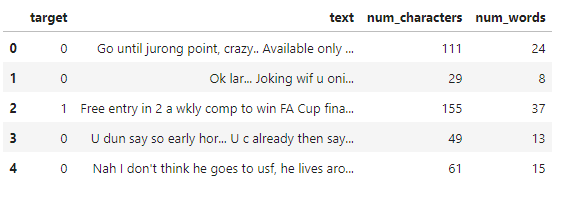 target text num_characters num_words
0 0 Go until jurong point, crazy.. Available only ... 111 24
1 0 Ok lar... Joking wif u oni... 29 8
2 1 Free entry in 2 a wkly comp to win FA Cup fina... 155 37
3 0 U dun say so early hor... U c already then say... 49 13
4 0 Nah I don't think he goes to usf, he lives aro... 61 15